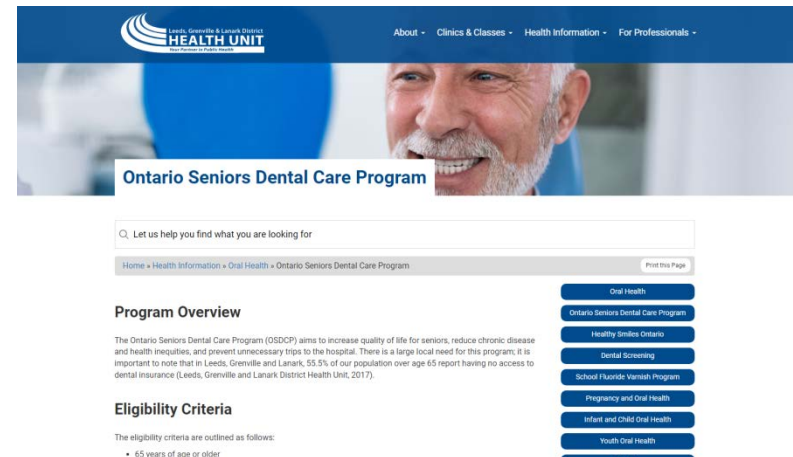 Leeds, Grenville & Lanark District
HEALTH UNIT
Your Partner in Public Health
About
Clinics & Classes
Health Information
For Professionals
Ontario Seniors Dental Care Program
Let us help you find what you are looking for
Home » Health Information » Oral Health » Ontario Seniors Dental Care Program
Print this Page
Program Overview
The Ontario Seniors Dental Care Program (OSDCP) aims to increase quality of life for seniors, reduce chronic disease
and health inequities, and prevent unnecessary trips to the hospital. There is a large local need for this program; it is
important to note that in Leeds, Grenville and Lanark, 55.5% of our population over age 65 report having no access to
dental insurance (Leeds, Grenville and Lanark District Health Unit, 2017).
Eligibility Criteria
The eligibility criteria are outlined as follows:
• 65 years of age or older
Oral Health
Ontario Seniors Dental Care Program
Healthy Smiles Ontario
Dental Screening
School Fluoride Varnish Program
Pregnancy and Oral Health
Infant and Child Oral Health
Youth Oral Health